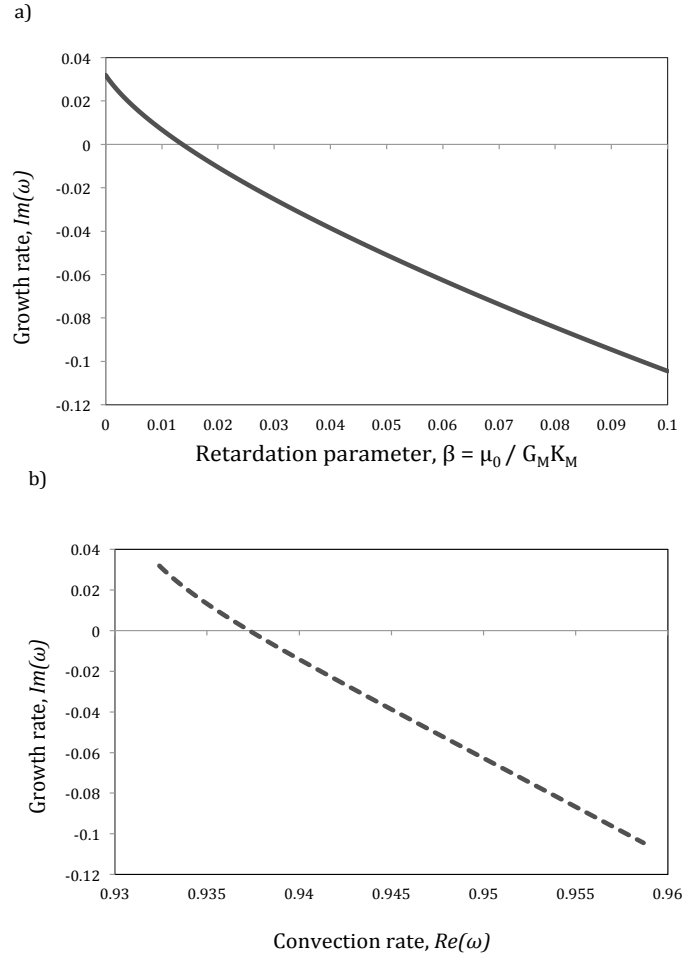 a)
0.04
0.02
0
-0.02
-0.04
-0.06
-0.08
-0.1
-0.12
Growth rate, Im(ω)
0 0.01 0.02 0.03 0.04 0.05 0.06 0.07 0.08 0.09 0.1
Retardation parameter, β = μ₀ / G_M K_M
b)
0.04
0.02
0
-0.02
-0.04
-0.06
-0.08
-0.1
-0.12
Growth rate, Im(ω)
0.93 0.935 0.94 0.945 0.95 0.955 0.96
Convection rate, Re(ω)